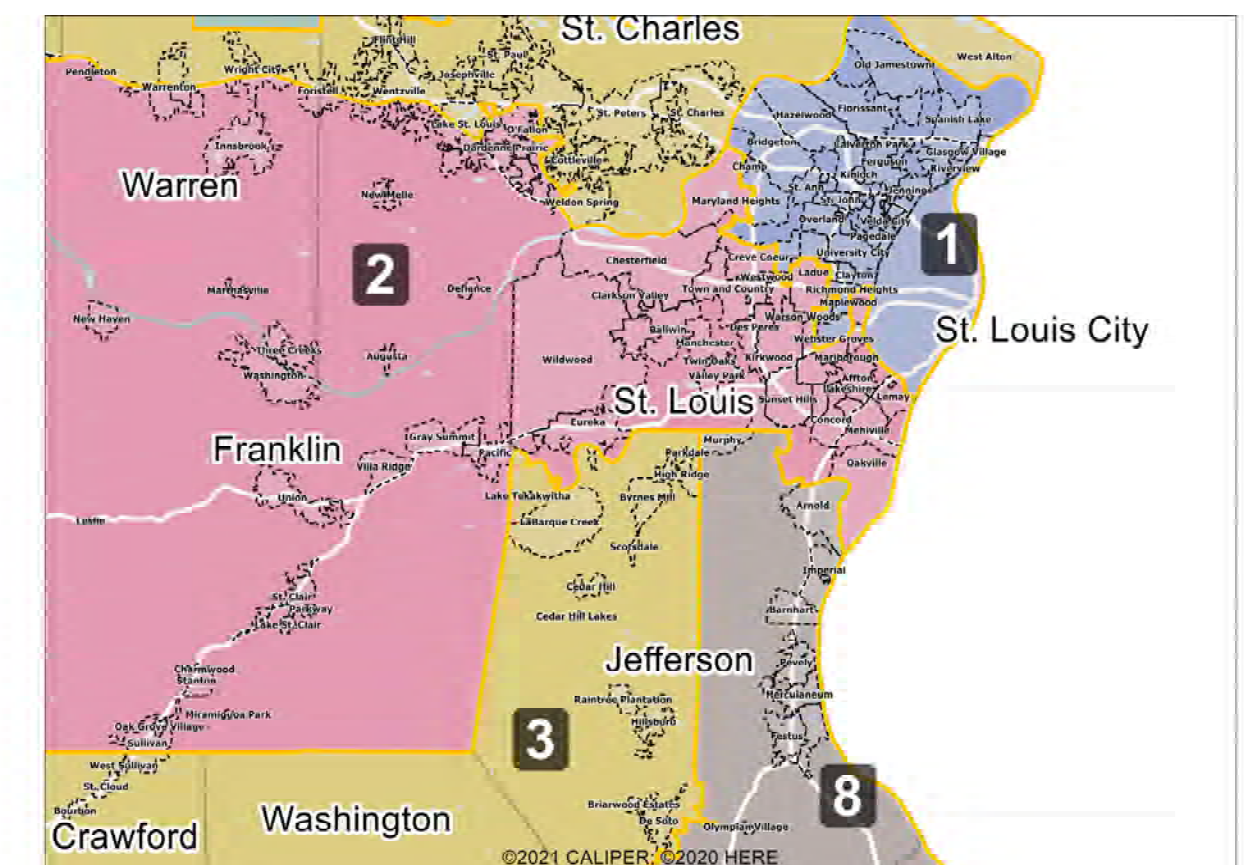 St. Charles
West Alton
Flint Hill
St. Paul
Old Jamestown
Pendleton
Wright City
Josephville
Warrenton
Foristell
Wentzville
St. Peters
St. Charles
Hazelwood
Florissant
Spanish Lake
Lake St. Louis
O'Fallon
Innsbrook
Dardenne Prairie
Bridgeton
Calverton Park
Glasgow Village
Cottleville
Champ
Ferguson
Kinloch
Riverview
Warren
New Melle
Weldon Spring
Maryland Heights
St. Ann
Jennings
St. John
Overland
Velda City
Pagedale
1
2
Chesterfield
Creve Coeur
University City
Marthasville
Defiance
Westwood
Ladue
Clayton
Clarkson Valley
Town and Country
Richmond Heights
Maplewood
New Haven
Ballwin
Des Peres
Warson Woods
St. Louis City
Three Creeks
Augusta
Manchester
Webster Groves
Washington
Wildwood
Twin Oaks
Kirkwood
Marlborough
Valley Park
Affton
Lakeshire
St. Louis
Sunset Hills
Lemay
Eureka
Concord
Mehlville
Franklin
Gray Summit
Pacific
Murphy
Villa Ridge
Parkdale
Oakville
High Ridge
Union
Lake Tekakwitha
Byrnes Mill
Arnold
Leslie
LaBarque Creek
Scotsdale
Imperial
Cedar Hill
St. Clair
Parkway
Lake St. Clair
Cedar Hill Lakes
Barnhart
Jefferson
Pevely
Charmwood
Stanton
Raintree Plantation
Herculaneum
Miramiguoa Park
Oak Grove Village
Hillsboro
Sullivan
3
Festus
West Sullivan
St. Cloud
8
Bourbon
Crawford
Washington
Briarwood Estates
De Soto
Olympian Village
©2021 CALIPER; ©2020 HERE